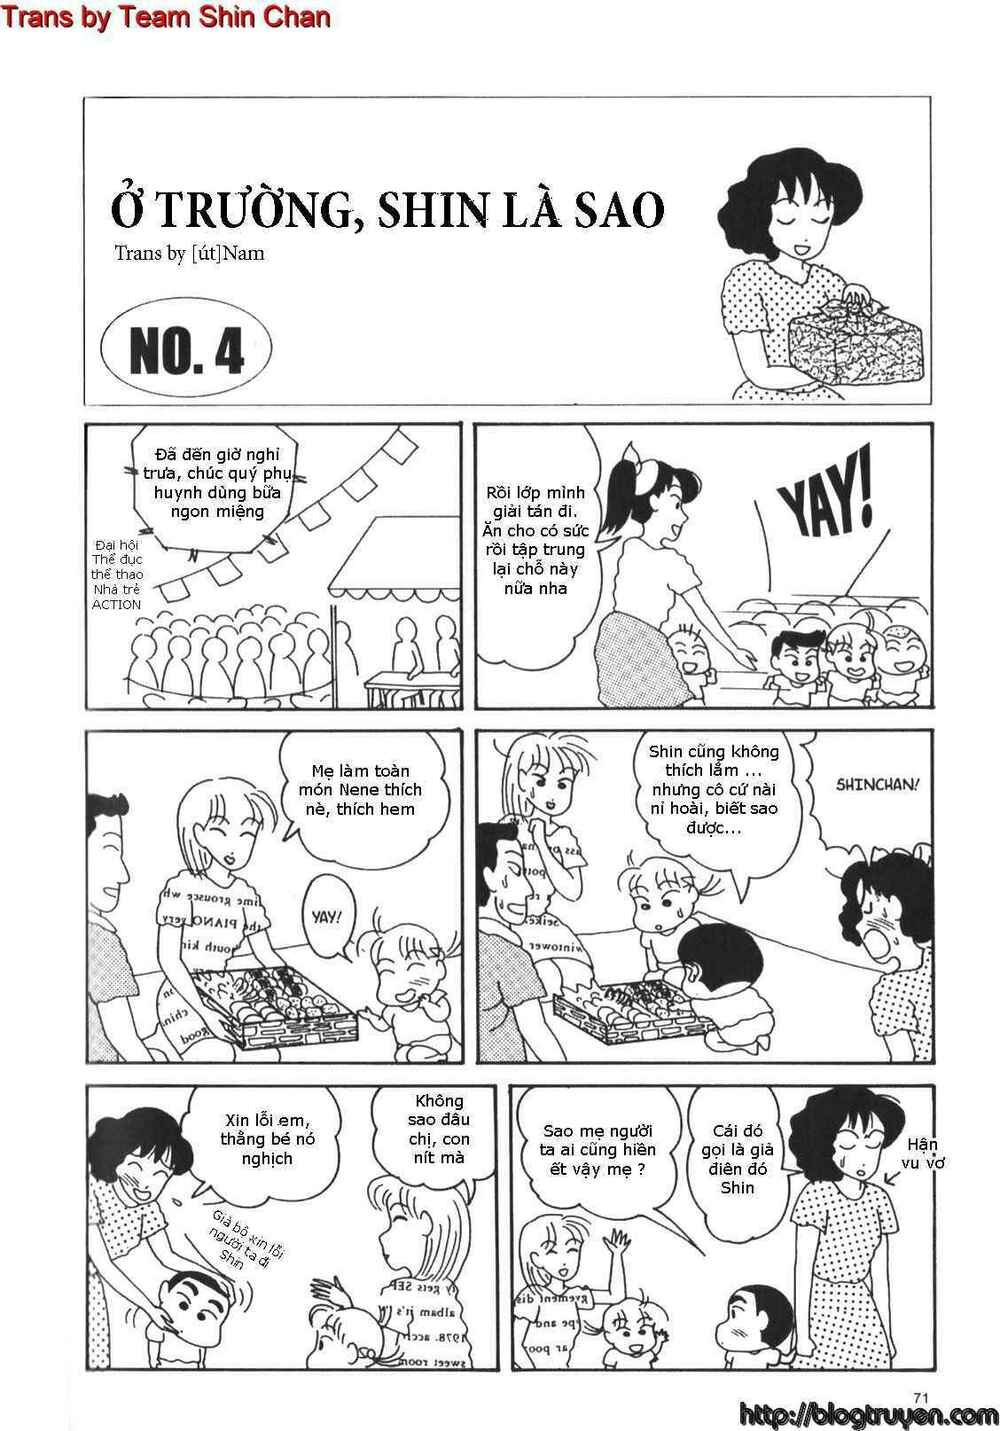 Trans by Team Shin Chan
Ở TRƯỜNG, SHIN LÀ SAO
Trans by [út]Nam
NO. 4
Đã đến giờ nghỉ
trưa, chúc quý phụ
huynh dùng bữa
ngon miệng
Đại hội
Thể đục
thể thao
Nhà trẻ
ACTION
Rồi lớp mình
giải tán đi.
Ăn cho có sức
rồi tập trung
lại chỗ này
nữa nha
YAY!
Mẹ làm toàn
món Nene thích
nè, thích hem
YAY!
Shin cũng không
thích lắm ...
nhưng cô cứ nài
nỉ hoài, biết sao
được...
SHINCHAN!
Xin lỗi em,
thằng bé nó
nghịch
Giả bộ xin lỗi
người ta đi
Shin
Không
sao đâu
chị, con
nít mà
Sao mẹ người
ta ai cũng hiền
ết vậy mẹ ?
Cái đó
gọi là giả
điên đó
Shin
Hận
vu vơ
71
http://blogtruyen.com